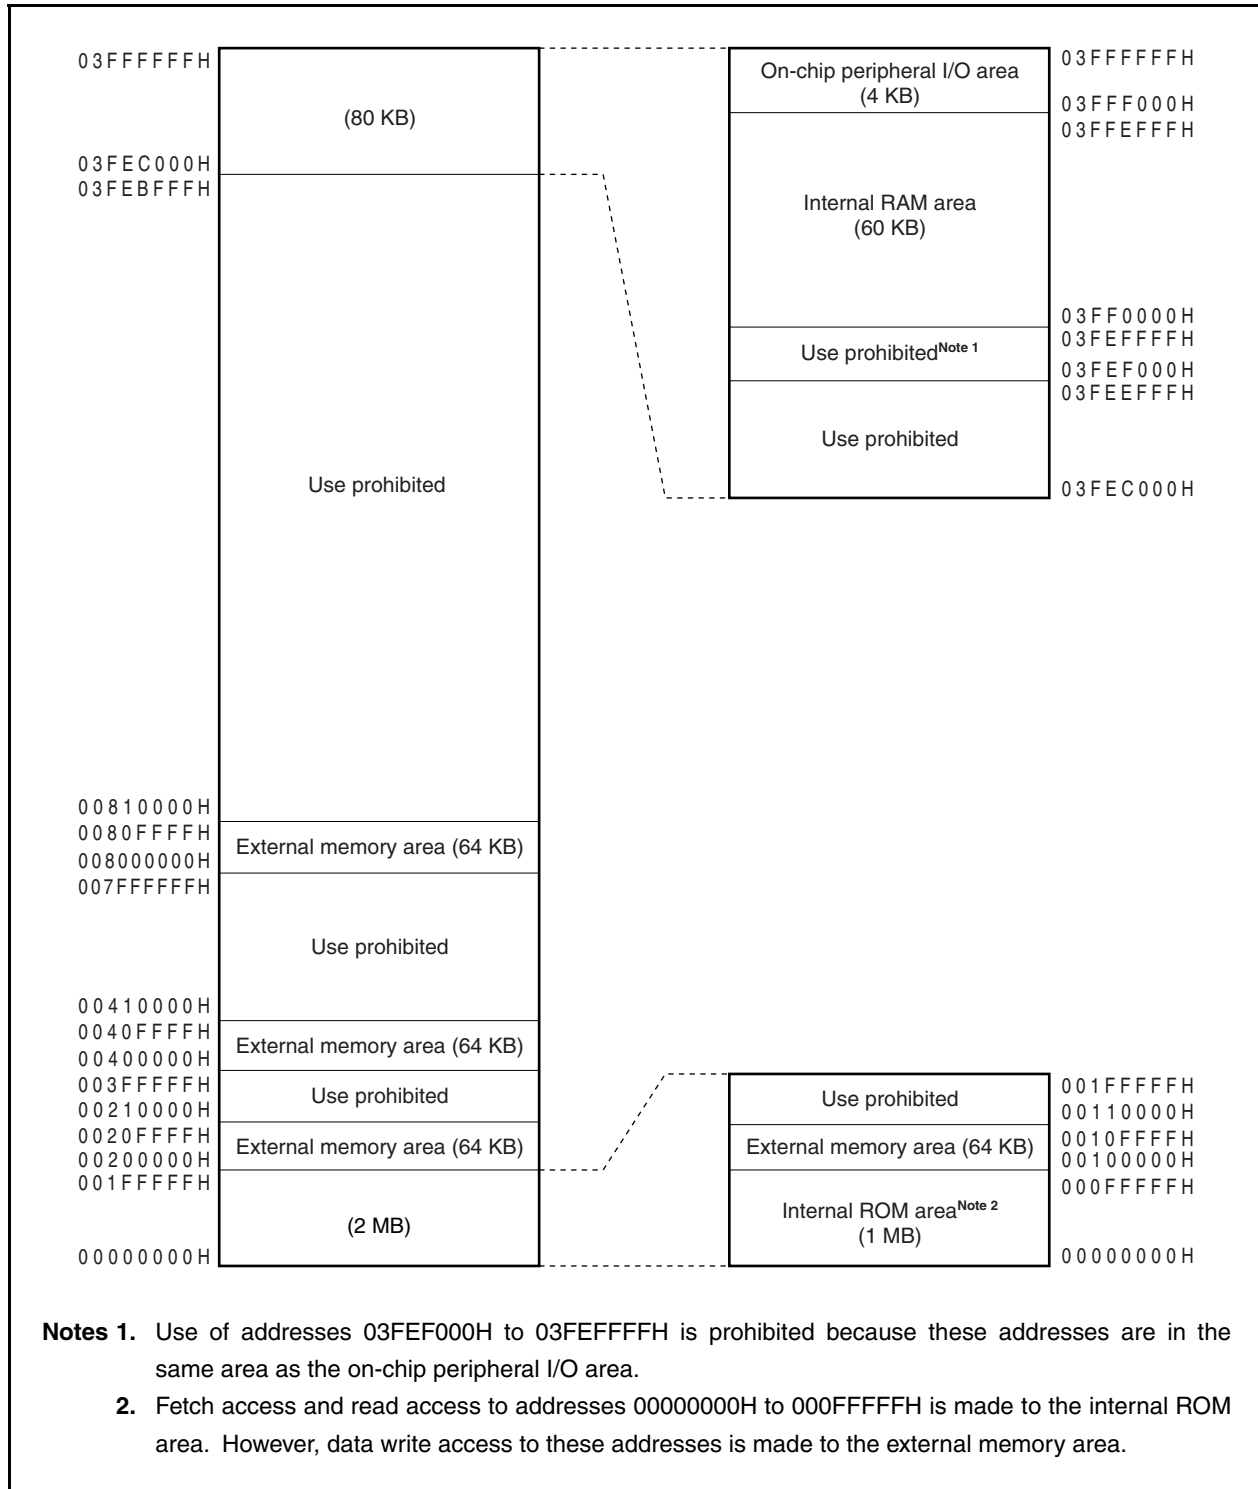 03FFFFFFH
(80 KB)
03FEC000H
03FEBFFFH
Use prohibited
00810000H
0080FFFFH
External memory area (64 KB)
008000000H
007FFFFFFH
Use prohibited
00410000H
0040FFFFH
External memory area (64 KB)
00400000H
003FFFFFH
Use prohibited
00210000H
0020FFFFH
External memory area (64 KB)
00200000H
001FFFFFH
(2 MB)
00000000H
On-chip peripheral I/O area
(4 KB)
03FFFFFFH
03FFF000H
03FFEFFFH
Internal RAM area
(60 KB)
03FF0000H
03FEFFFFH
Use prohibitedNote 1
03FEF000H
03FEEFFFH
Use prohibited
03FEC000H
001FFFFFH
Use prohibited
00110000H
0010FFFFH
External memory area (64 KB)
00100000H
000FFFFFH
Internal ROM areaNote 2
(1 MB)
00000000H
Notes 1. Use of addresses 03FEF000H to 03FEFFFFH is prohibited because these addresses are in the
same area as the on-chip peripheral I/O area.
2. Fetch access and read access to addresses 00000000H to 000FFFFFH is made to the internal ROM
area. However, data write access to these addresses is made to the external memory area.